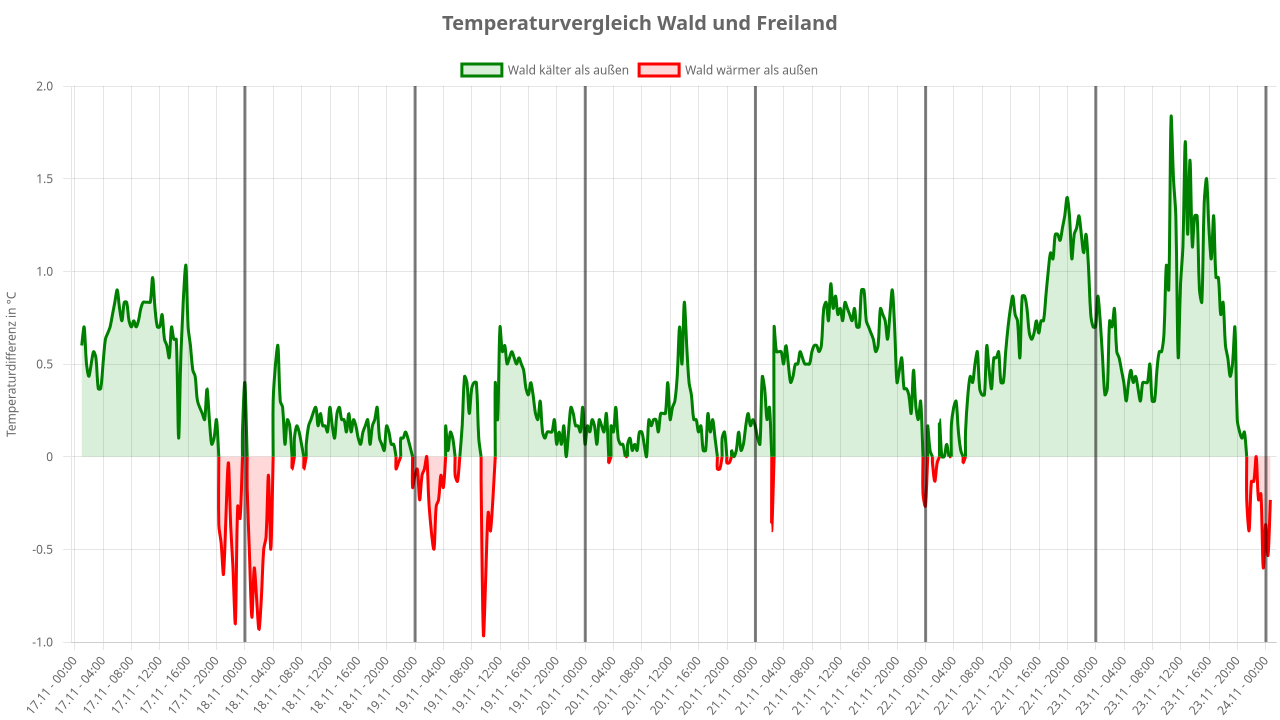 Temperaturvergleich Wald und Freiland
Wald kälter als außen
Wald wärmer als außen
Temperaturdifferenz in °C
2.0
1.5
1.0
0.5
0
-0.5
-1.0
17.11 - 00:00
17.11 - 04:00
17.11 - 08:00
17.11 - 12:00
17.11 - 16:00
17.11 - 20:00
18.11 - 00:00
18.11 - 04:00
18.11 - 08:00
18.11 - 12:00
18.11 - 16:00
18.11 - 20:00
19.11 - 00:00
19.11 - 04:00
19.11 - 08:00
19.11 - 12:00
19.11 - 16:00
19.11 - 20:00
20.11 - 00:00
20.11 - 04:00
20.11 - 08:00
20.11 - 12:00
20.11 - 16:00
20.11 - 20:00
21.11 - 00:00
21.11 - 04:00
21.11 - 08:00
21.11 - 12:00
21.11 - 16:00
21.11 - 20:00
22.11 - 00:00
22.11 - 04:00
22.11 - 08:00
22.11 - 12:00
22.11 - 16:00
22.11 - 20:00
23.11 - 00:00
23.11 - 04:00
23.11 - 08:00
23.11 - 12:00
23.11 - 16:00
23.11 - 20:00
24.11 - 00:00